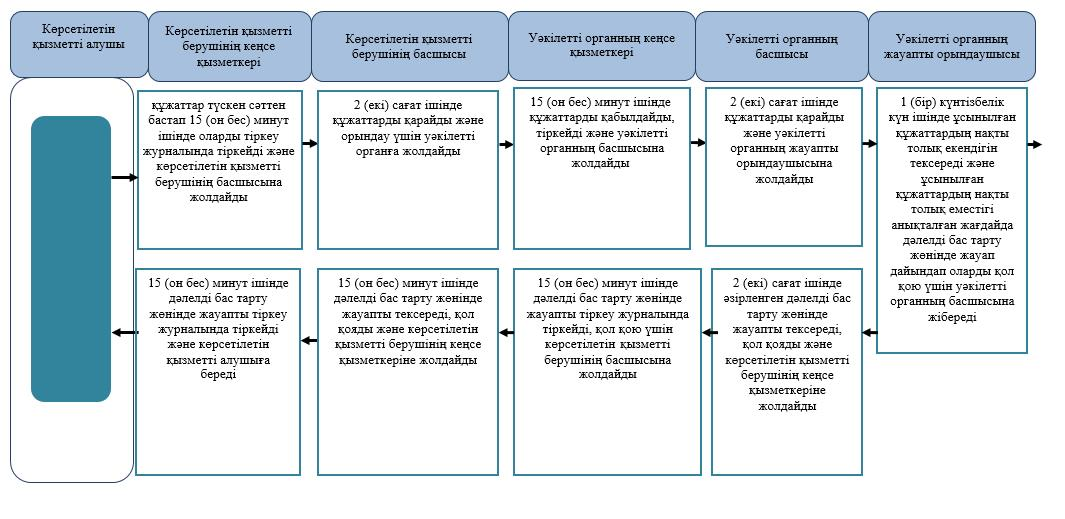 Көрсетілетін
қызметті алушы
Көрсетілетін қызметті
берушінің кеңсе
қызметкері
Көрсетілетін қызметті
берушінің басшысы
Уәкілетті органның кеңсе
қызметкері
Уәкілетті органның
басшысы
Уәкілетті органның
жауапты орындаушысы
құжаттар түскен сәттен
бастап 15 (он бес) минут
ішінде оларды тіркеу
журналында тіркейді және
көрсетілетін қызметті
берушінің басшысына
жолдайды
2 (екі) сағат ішінде
құжаттарды қарайды және
орындау үшін уәкілетті
органға жолдайды
15 (он бес) минут ішінде
құжаттарды қабылдайды,
тіркейді және уәкілетті
органның басшысына
жолдайды
2 (екі) сағат ішінде
құжаттарды қарайды
және уәкілетті
органның жауапты
орындаушысына
жолдайды
1 (бір) күнтізбелік
күн ішінде ұсынылған
құжаттардың нақты
толық екендігін
тексереді және
ұсынылған
құжаттардың нақты
толық еместігі
анықталған жағдайда
дәлелді бас тарту
жөнінде жауап
дайындап оларды қол
қою үшін уәкілетті
органның басшысына
жібереді
15 (он бес) минут ішінде
дәлелді бас тарту
жөнінде жауапты тіркеу
журналында тіркейді
және көрсетілетін
қызметті алушыға
береді
15 (он бес) минут ішінде
дәлелді бас тарту жөнінде
жауапты тексереді, қол
қояды және көрсетілетін
қызметті берушінің кеңсе
қызметкеріне жолдайды
15 (он бес) минут ішінде
дәлелді бас тарту жөнінде
жауапты тіркеу журналында
тіркейді, қол қою үшін
көрсетілетін қызметті
берушінің басшысына
жолдайды
2 (екі) сағат ішінде
әзірленген дәлелді бас
тарту жөнінде
жауапты тексереді,
қол қояды және
көрсетілетін қызметті
берушінің кеңсе
қызметкеріне
жолдайды